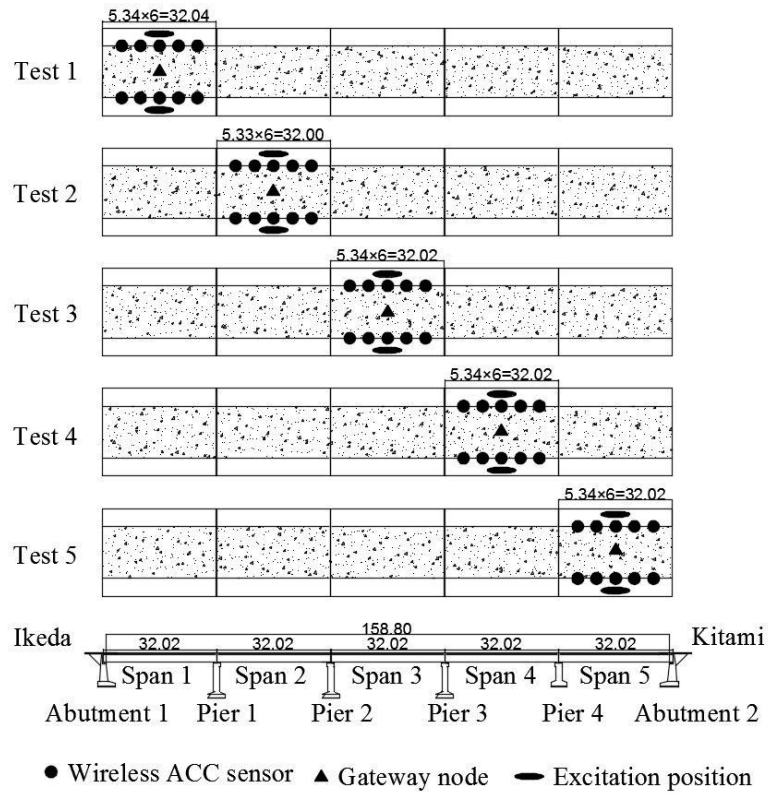 5.34×6=32.04
Test 1
5.33×6=32.00
Test 2
5.34×6=32.02
Test 3
5.34×6=32.02
Test 4
5.34×6=32.02
Test 5
Ikeda 158.80 Kitami
32.02 32.02 32.02 32.02 32.02
Span 1 Span 2 Span 3 Span 4 Span 5
Abutment 1 Pier 1 Pier 2 Pier 3 Pier 4 Abutment 2
Wireless ACC sensor Gateway node Excitation position